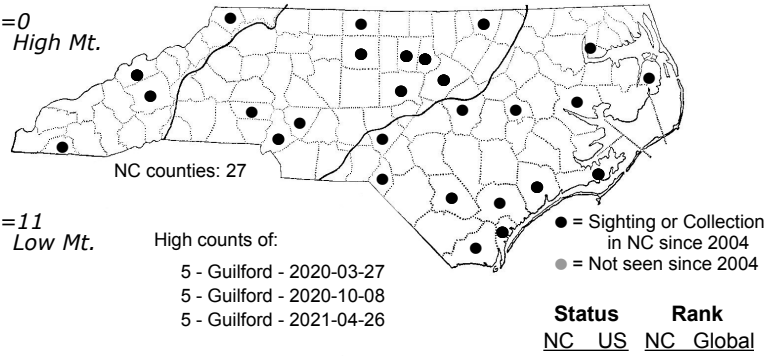 =0
High Mt.
NC counties: 27
=11
Low Mt.
High counts of:
5 - Guilford - 2020-03-27
5 - Guilford - 2020-10-08
5 - Guilford - 2021-04-26
= Sighting or Collection
in NC since 2004
= Not seen since 2004
Status Rank
NC US NC Global